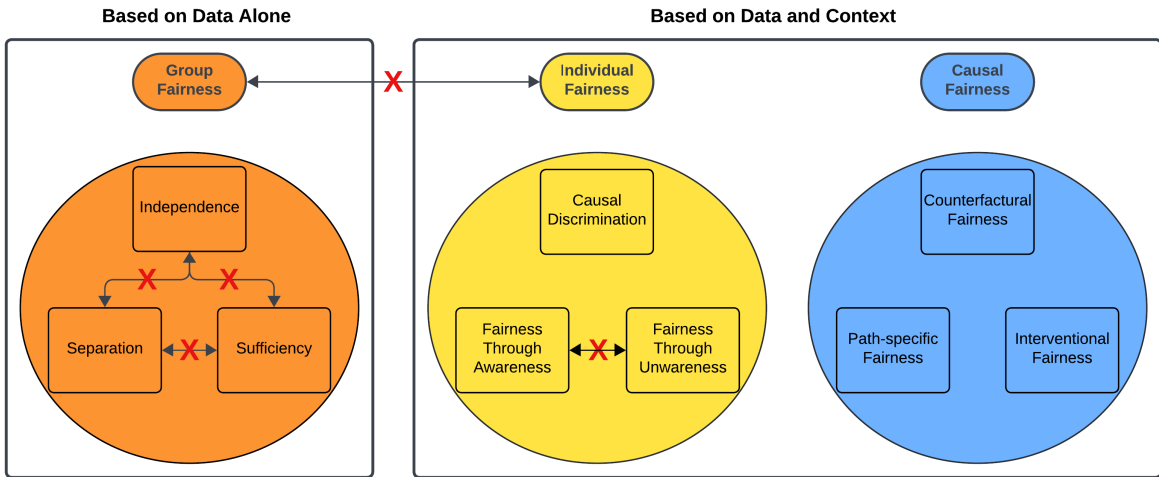 Based on Data Alone
Based on Data and Context
Group
Fairness
X
Individual
Fairness
Causal
Fairness
Independence
X
X
Separation
X
Sufficiency
Causal
Discrimination
Fairness
Through
Awareness
X
Fairness
Through
Unwareness
Counterfactural
Fairness
Path-specific
Fairness
Interventional
Fairness